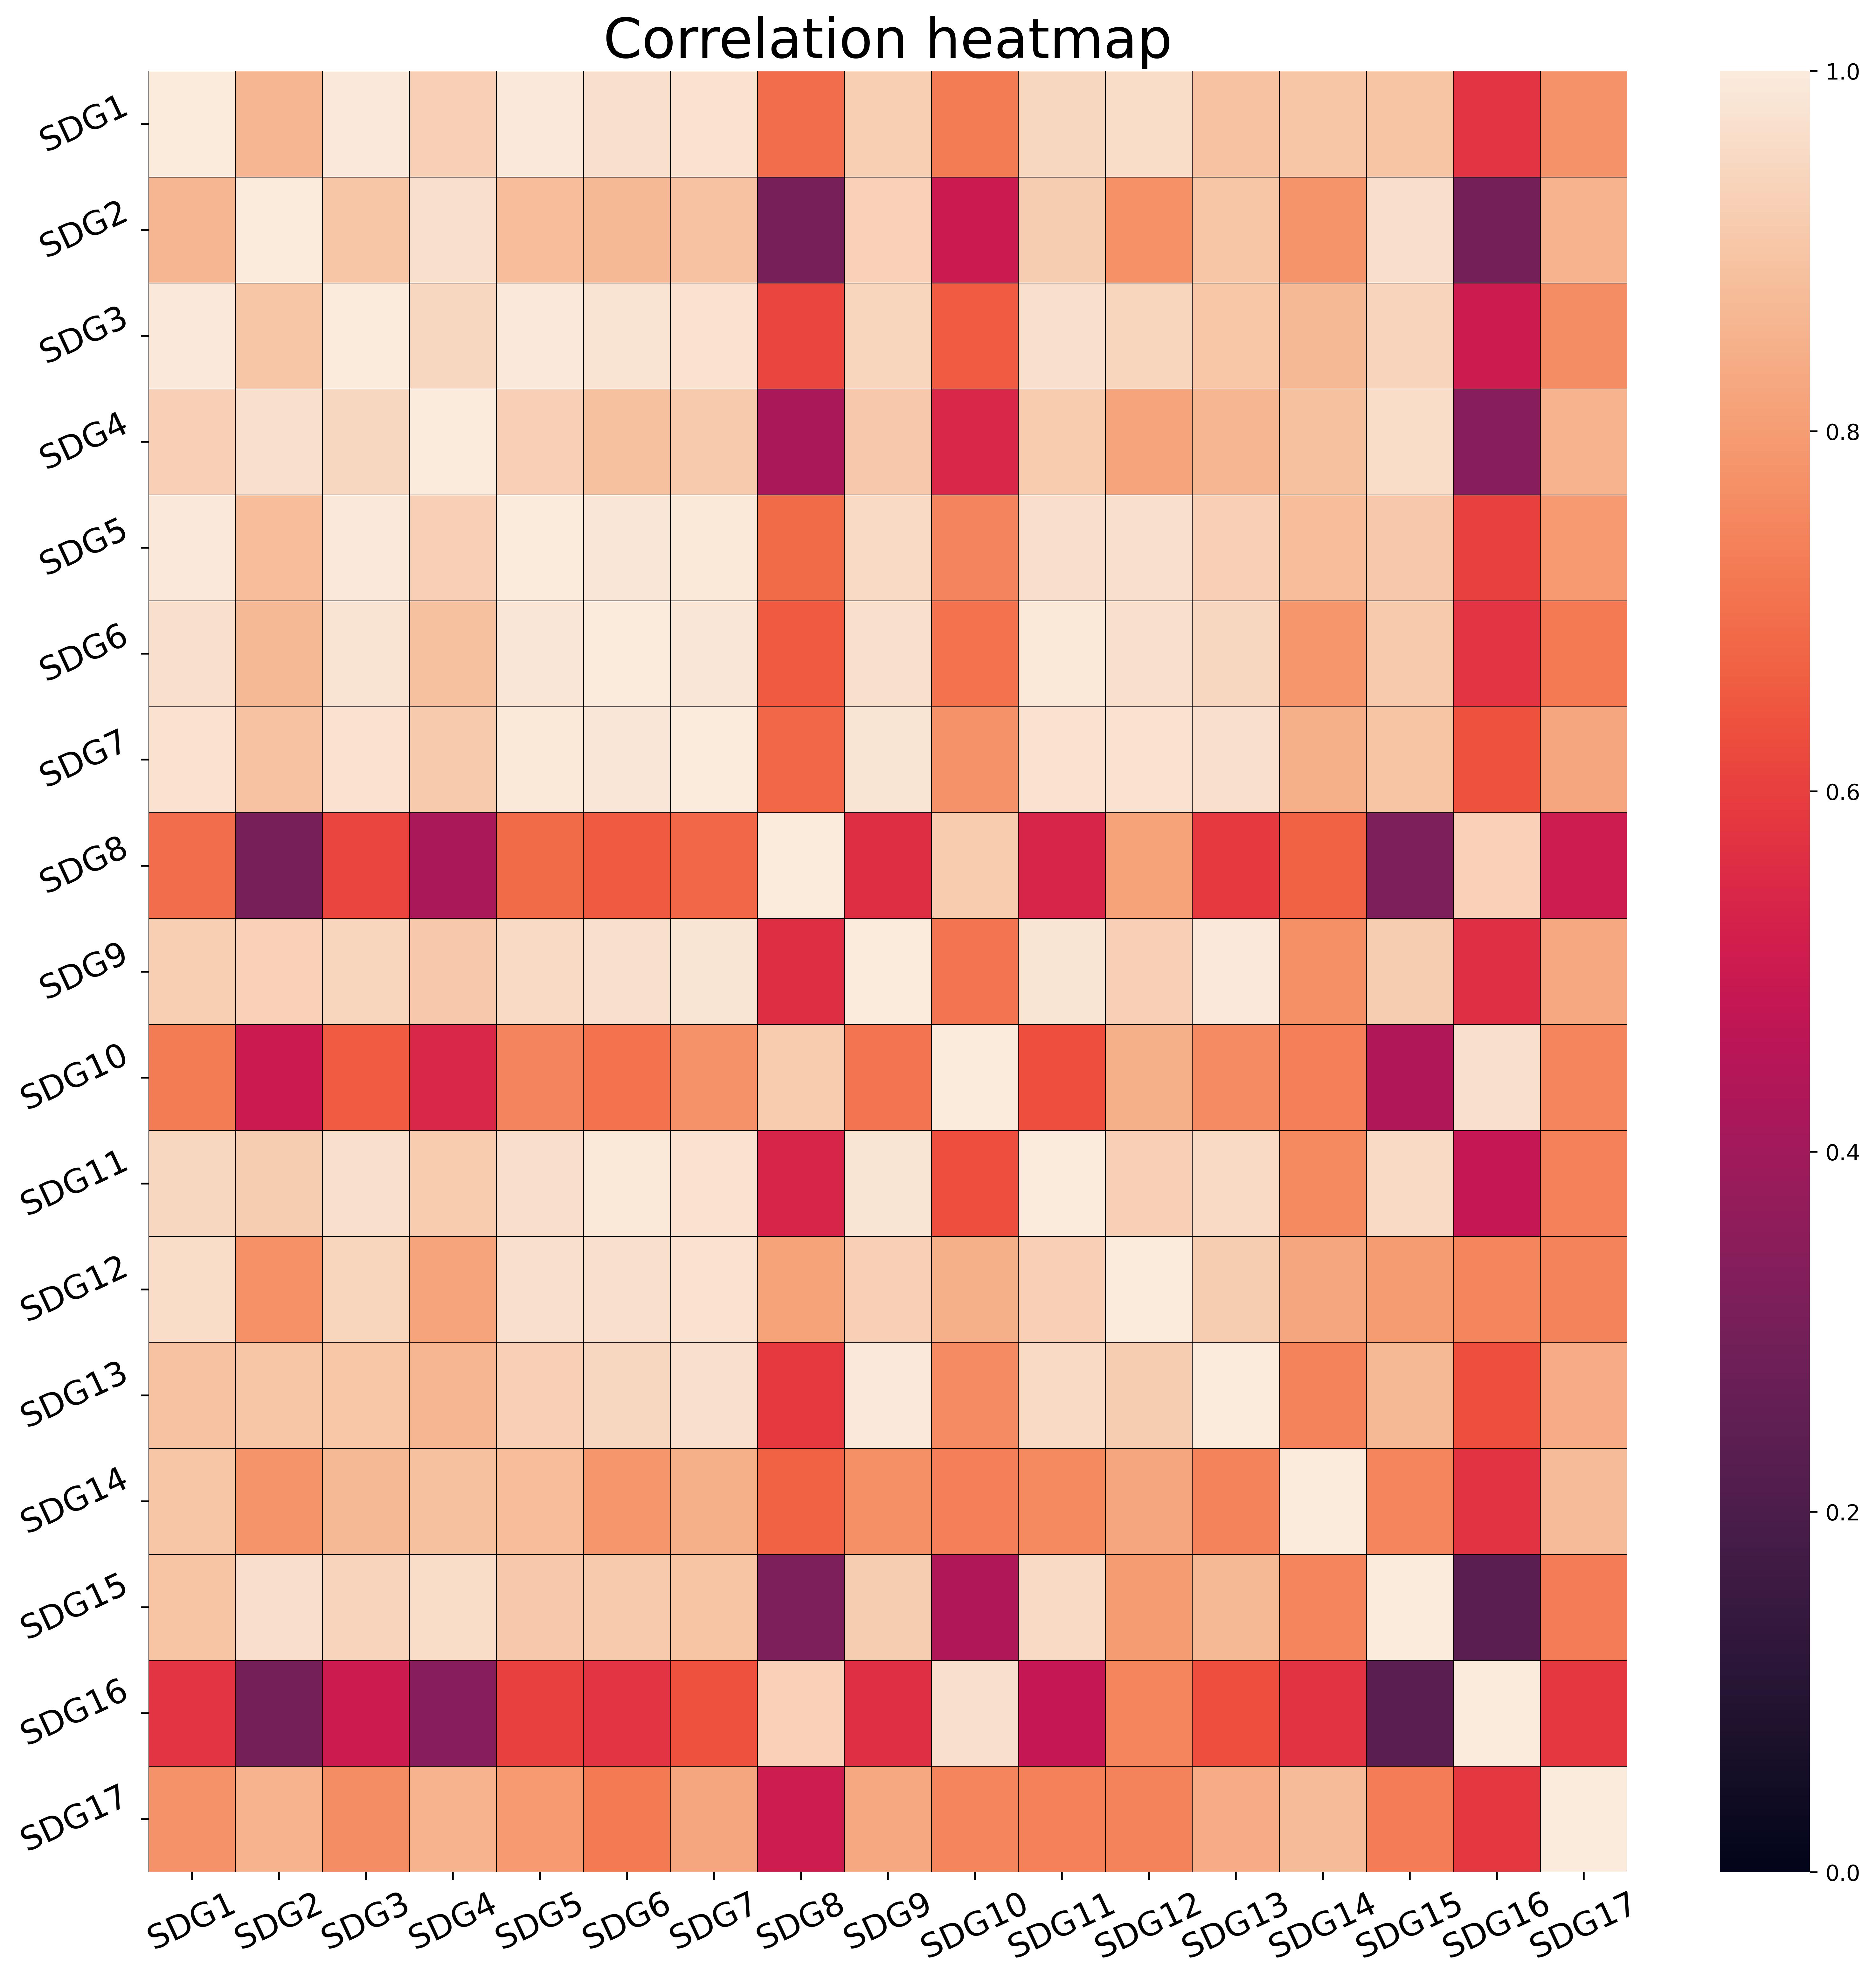 Correlation heatmap
SDG1
SDG2
SDG3
SDG4
SDG5
SDG6
SDG7
SDG8
SDG9
SDG10
SDG11
SDG12
SDG13
SDG14
SDG15
SDG16
SDG17
SDG1 SDG2 SDG3 SDG4 SDG5 SDG6 SDG7 SDG8 SDG9 SDG10 SDG11 SDG12 SDG13 SDG14 SDG15 SDG16 SDG17
1.0
0.8
0.6
0.4
0.2
0.0